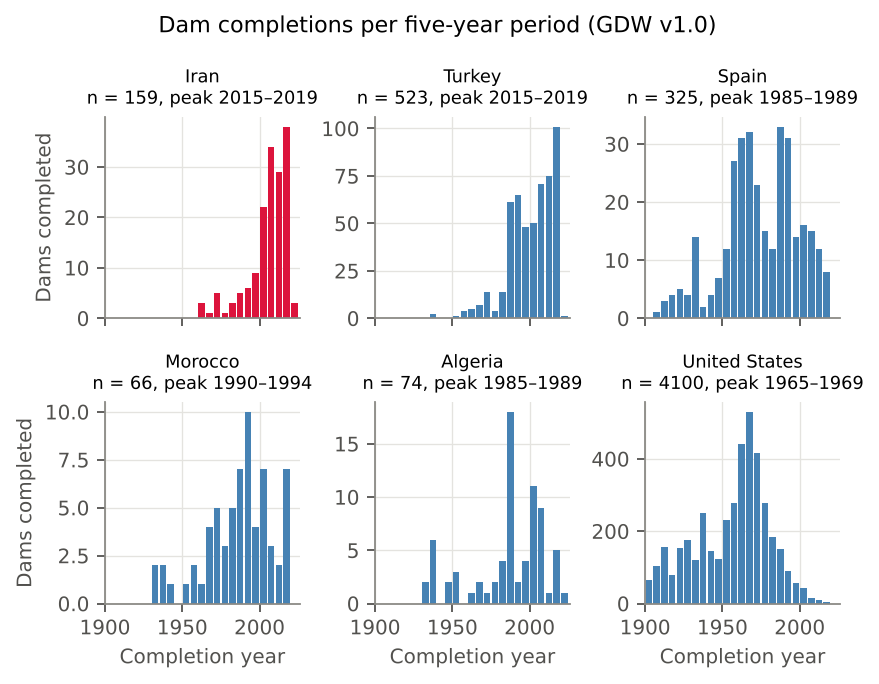 Dam completions per five-year period (GDW v1.0)
Iran
n = 159, peak 2015–2019
Turkey
n = 523, peak 2015–2019
Spain
n = 325, peak 1985–1989
Dams completed
30
20
10
0
100
75
50
25
0
30
20
10
0
Morocco
n = 66, peak 1990–1994
Algeria
n = 74, peak 1985–1989
United States
n = 4100, peak 1965–1969
Dams completed
10.0
7.5
5.0
2.5
0.0
15
10
5
0
400
200
0
1900 1950 2000
1900 1950 2000
1900 1950 2000
Completion year
Completion year
Completion year